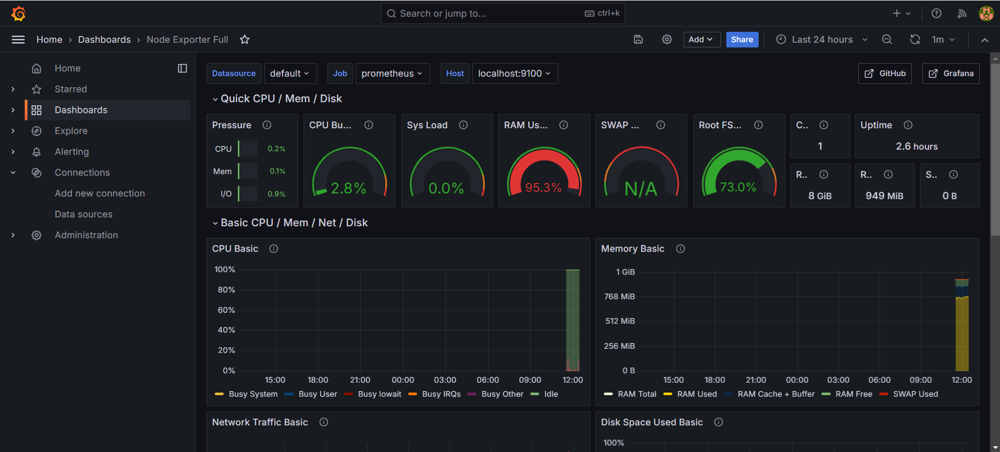 Search or jump to... ctrl+k
Home › Dashboards › Node Exporter Full
Add Share Last 24 hours 1m
Home
Starred
Dashboards
Explore
Alerting
Connections
Add new connection
Data sources
Administration
Datasource default Job prometheus Host localhost:9100 GitHub Grafana
Quick CPU / Mem / Disk
Pressure
CPU 0.2%
Mem 0.1%
I/O 0.9%
CPU Bu...
2.8%
Sys Load
0.0%
RAM Us...
95.3%
SWAP ...
N/A
Root FS...
73.0%
C..
1
Uptime
2.6 hours
R..
8 GiB
R..
949 MiB
S..
0 B
Basic CPU / Mem / Net / Disk
CPU Basic
100%
80%
60%
40%
20%
0%
15:00 18:00 21:00 00:00 03:00 06:00 09:00 12:00
Busy System Busy User Busy Iowait Busy IRQs Busy Other Idle
Memory Basic
1 GiB
768 MiB
512 MiB
256 MiB
0 B
15:00 18:00 21:00 00:00 03:00 06:00 09:00 12:00
RAM Total RAM Used RAM Cache + Buffer RAM Free SWAP Used
Network Traffic Basic
Disk Space Used Basic
100%